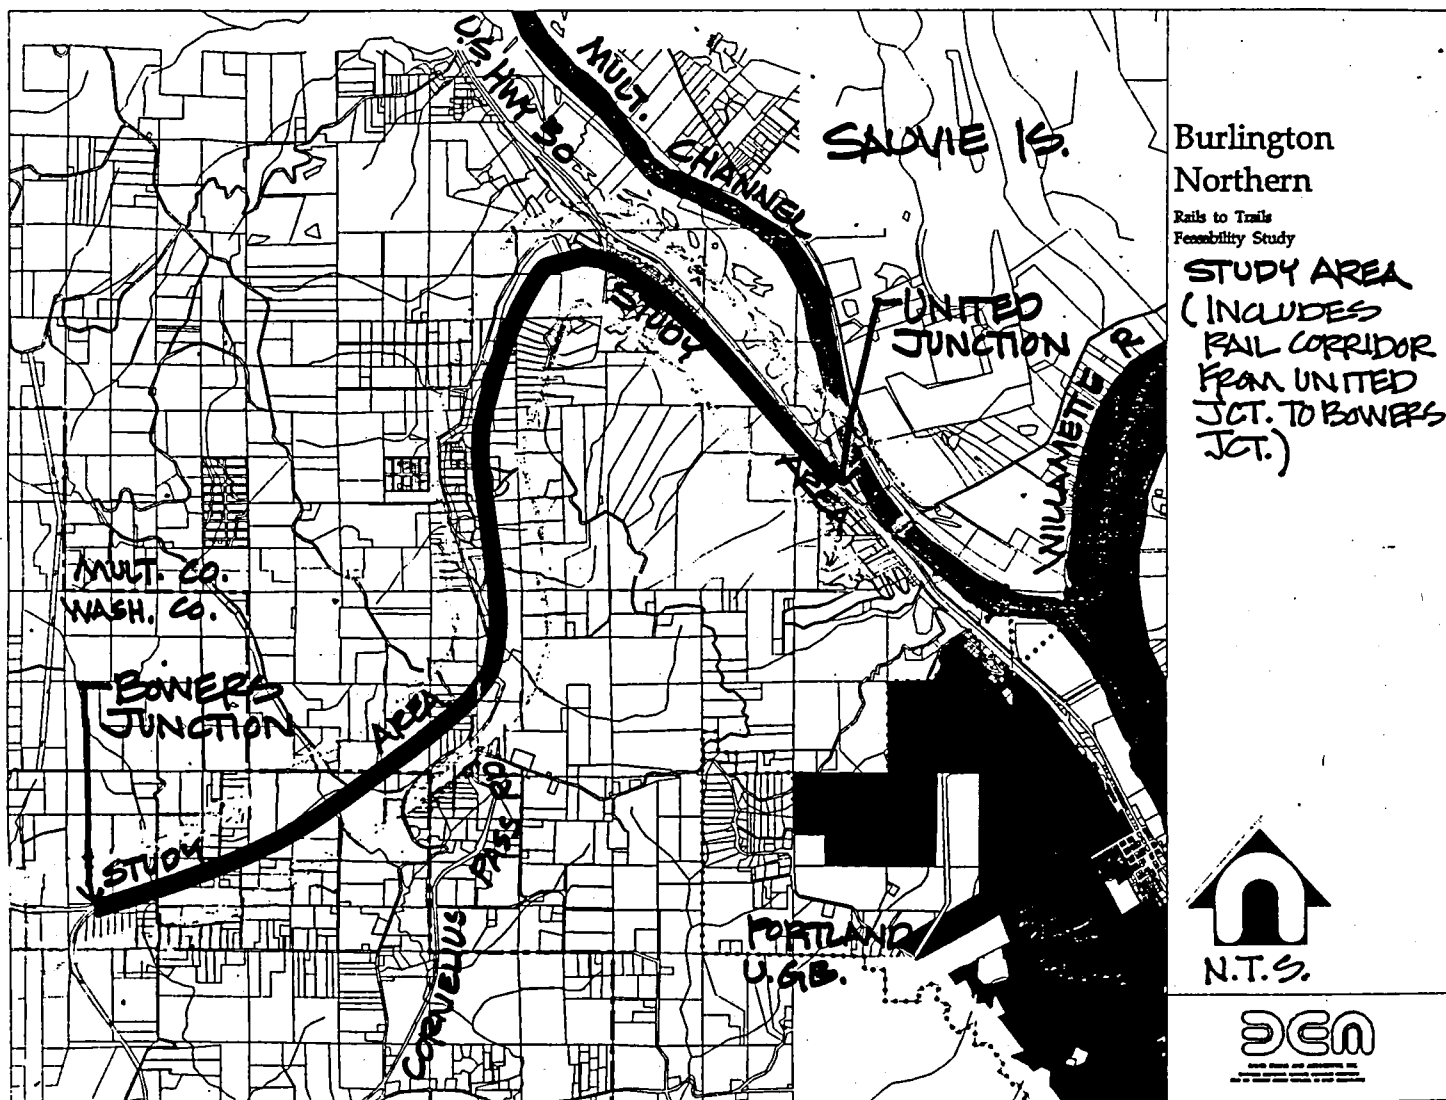 U.S. HWY 30
MULT.
CHANNEL
SAUVIE IS.
STUDY
AREA
UNITED
JUNCTION
WILLAMETTE R
MULT. CO.
WASH. CO.
BOWERS
JUNCTION
AREA
STUDY
CORNELIUS
PASS RD
PORTLAND
U.G.B.
Burlington
Northern
Rails to Trails
Feasability Study
STUDY AREA
(INCLUDES
RAIL CORRIDOR
FROM UNITED
JCT. TO BOWERS
JCT.)
N.T.S.
DEA